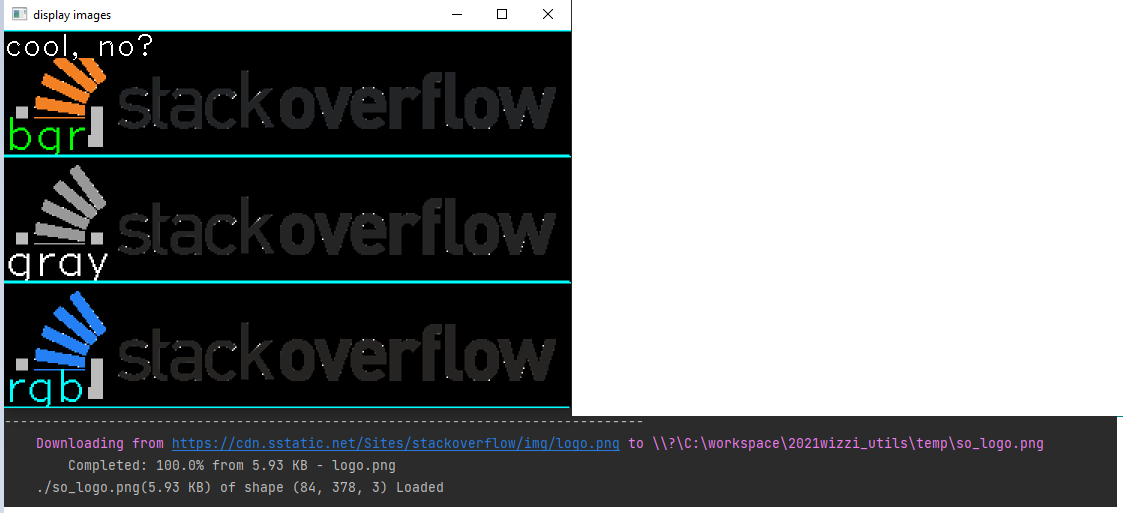 display images
cool, no?
stackoverflow
bgr
stackoverflow
gray
stackoverflow
rgb
--------------------------------------------------------------------------------
Downloading from https://cdn.sstatic.net/Sites/stackoverflow/img/logo.png to \\?\C:\workspace\2021wizzi_utils\temp\so_logo.png
Completed: 100.0% from 5.93 KB - logo.png
./so_logo.png(5.93 KB) of shape (84, 378, 3) Loaded